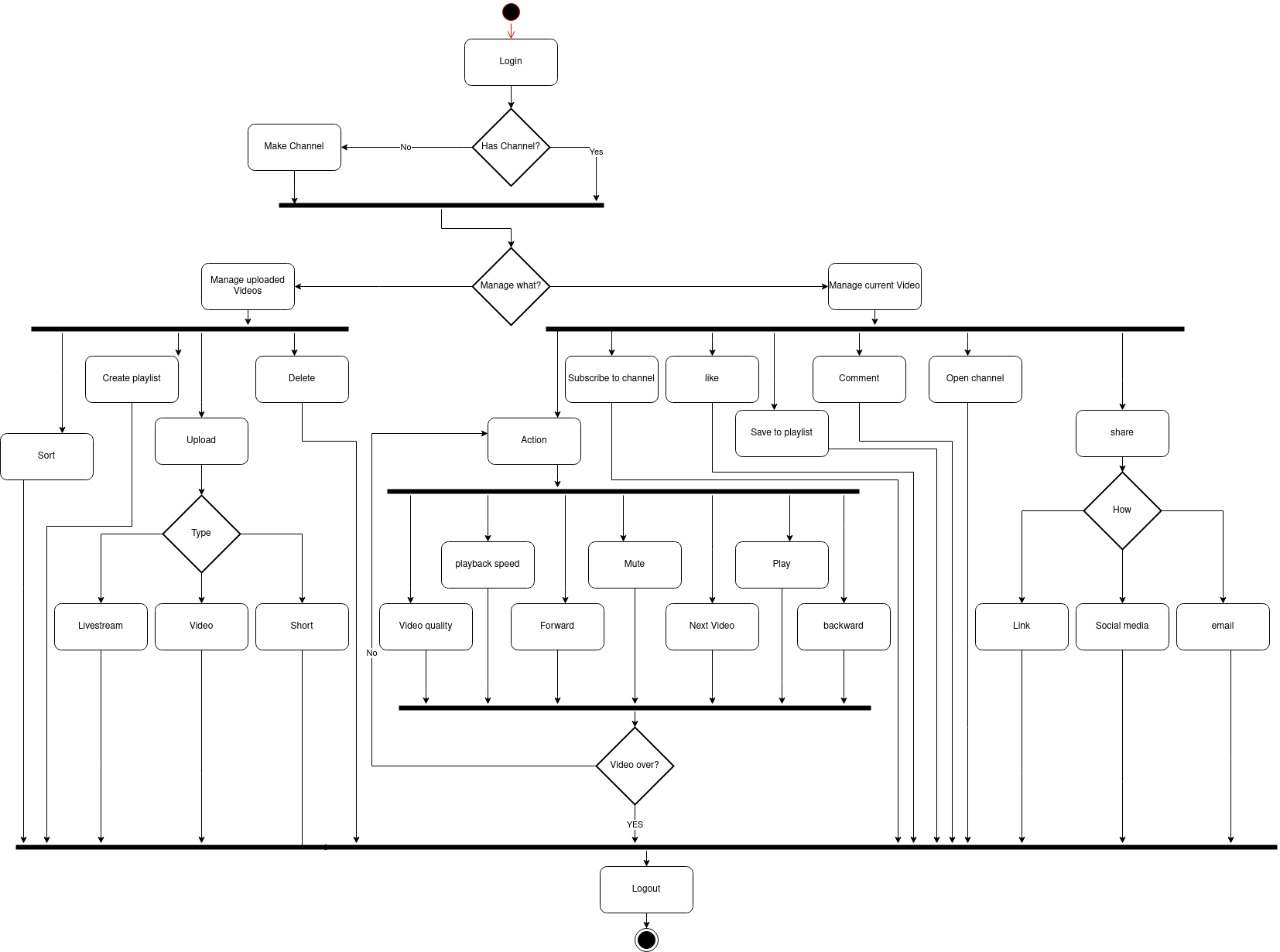 Login
Make Channel
No
Has Channel?
Yes
Manage uploaded
Videos
Manage what?
Manage current Video
Create playlist
Delete
Subscribe to channel
like
Comment
Open channel
Sort
Upload
Action
Save to playlist
share
Type
How
playback speed
Mute
Play
Livestream
Video
Short
Video quality
Forward
Next Video
backward
Link
Social media
email
No
Video over?
YES
Logout